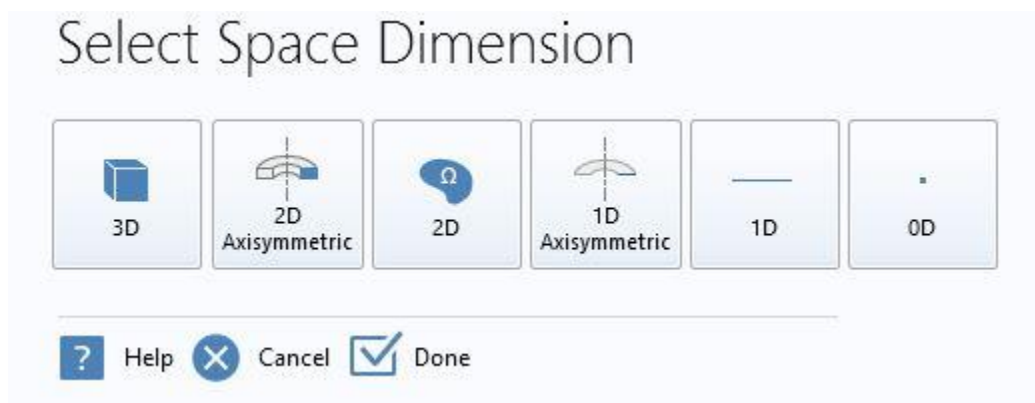 Select Space Dimension
Ω
3D
2D
Axisymmetric
2D
1D
Axisymmetric
1D
0D
? Help Cancel Done